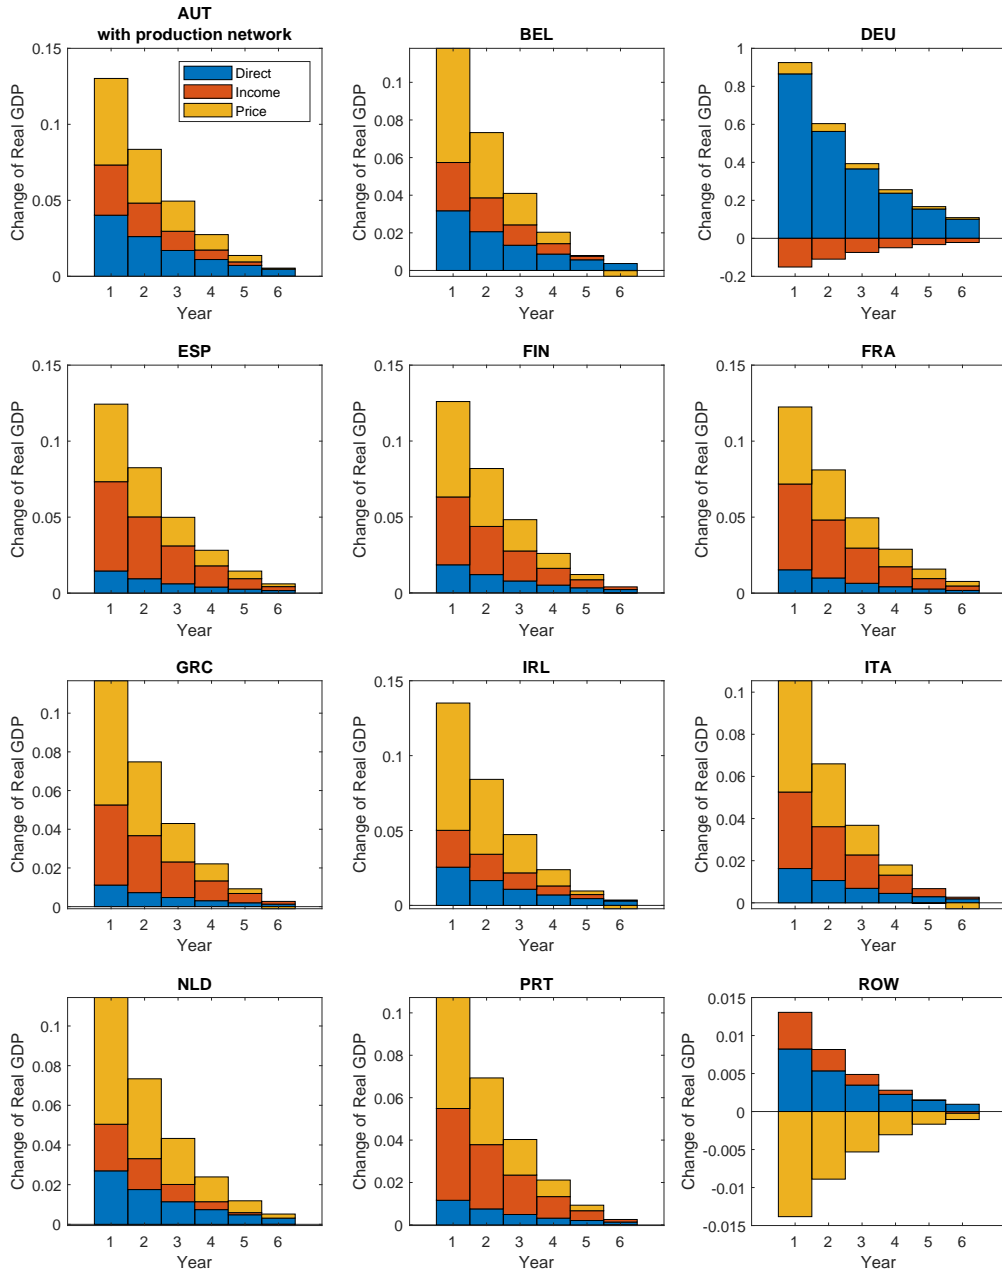 AUT
with production network
0.15
0.1
0.05
0
Change of Real GDP
Direct
Income
Price
1 2 3 4 5 6
Year
BEL
0.1
0.08
0.06
0.04
0.02
0
Change of Real GDP
1 2 3 4 5 6
Year
DEU
1
0.8
0.6
0.4
0.2
0
-0.2
Change of Real GDP
1 2 3 4 5 6
Year
ESP
0.15
0.1
0.05
0
Change of Real GDP
1 2 3 4 5 6
Year
FIN
0.15
0.1
0.05
0
Change of Real GDP
1 2 3 4 5 6
Year
FRA
0.15
0.1
0.05
0
Change of Real GDP
1 2 3 4 5 6
Year
GRC
0.1
0.08
0.06
0.04
0.02
0
Change of Real GDP
1 2 3 4 5 6
Year
IRL
0.15
0.1
0.05
0
Change of Real GDP
1 2 3 4 5 6
Year
ITA
0.1
0.08
0.06
0.04
0.02
0
Change of Real GDP
1 2 3 4 5 6
Year
NLD
0.1
0.08
0.06
0.04
0.02
0
Change of Real GDP
1 2 3 4 5 6
Year
PRT
0.1
0.08
0.06
0.04
0.02
0
Change of Real GDP
1 2 3 4 5 6
Year
ROW
0.015
0.01
0.005
0
-0.005
-0.01
-0.015
Change of Real GDP
1 2 3 4 5 6
Year